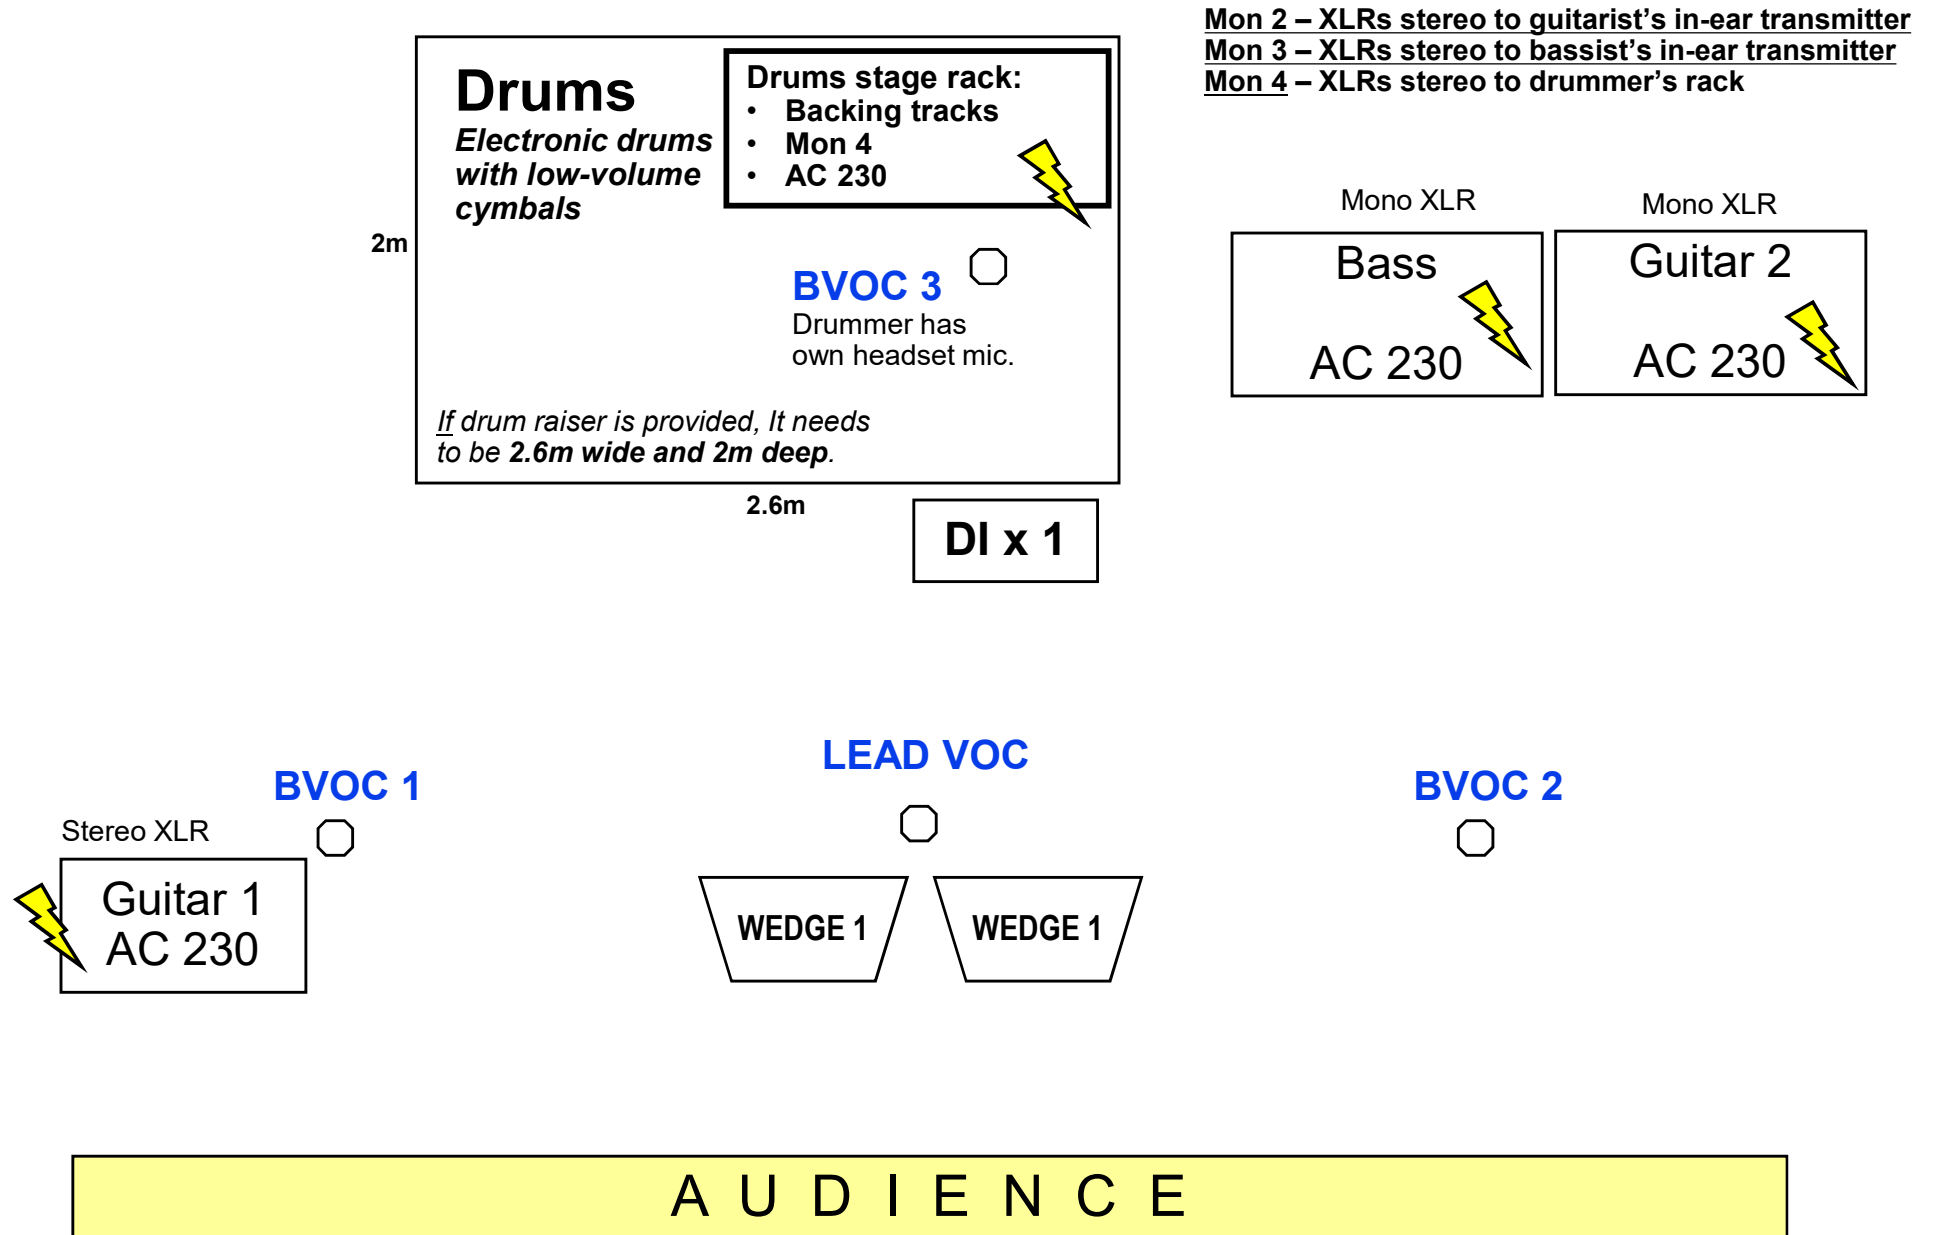 Mon 2 – XLRs stereo to guitarist's in-ear transmitter
Mon 3 – XLRs stereo to bassist's in-ear transmitter
Mon 4 – XLRs stereo to drummer's rack
Drums
Electronic drums
with low-volume
cymbals
Drums stage rack:
• Backing tracks
• Mon 4
• AC 230
2m
BVOC 3
Drummer has
own headset mic.
If drum raiser is provided, It needs
to be 2.6m wide and 2m deep.
2.6m
DI x 1
Mono XLR
Bass
AC 230
Mono XLR
Guitar 2
AC 230
LEAD VOC
BVOC 1
BVOC 2
Stereo XLR
Guitar 1
AC 230
WEDGE 1
WEDGE 1
A U D I E N C E